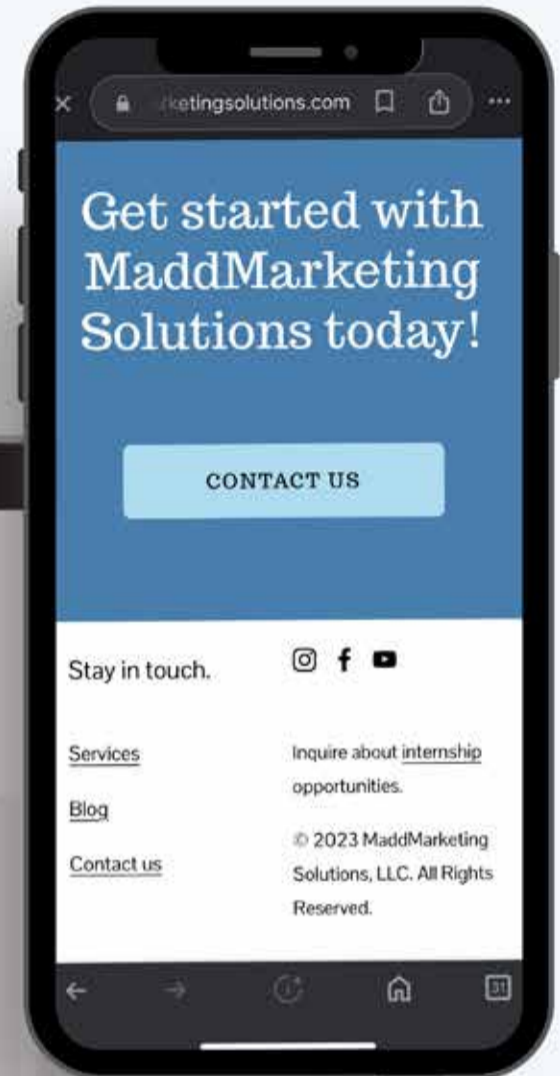 rketingsolutions.com
Get started with
MaddMarketing
Solutions today!
CONTACT US
Stay in touch.
Services
Blog
Contact us
Inquire about internship
opportunities.
© 2023 MaddMarketing
Solutions, LLC. All Rights
Reserved.
31